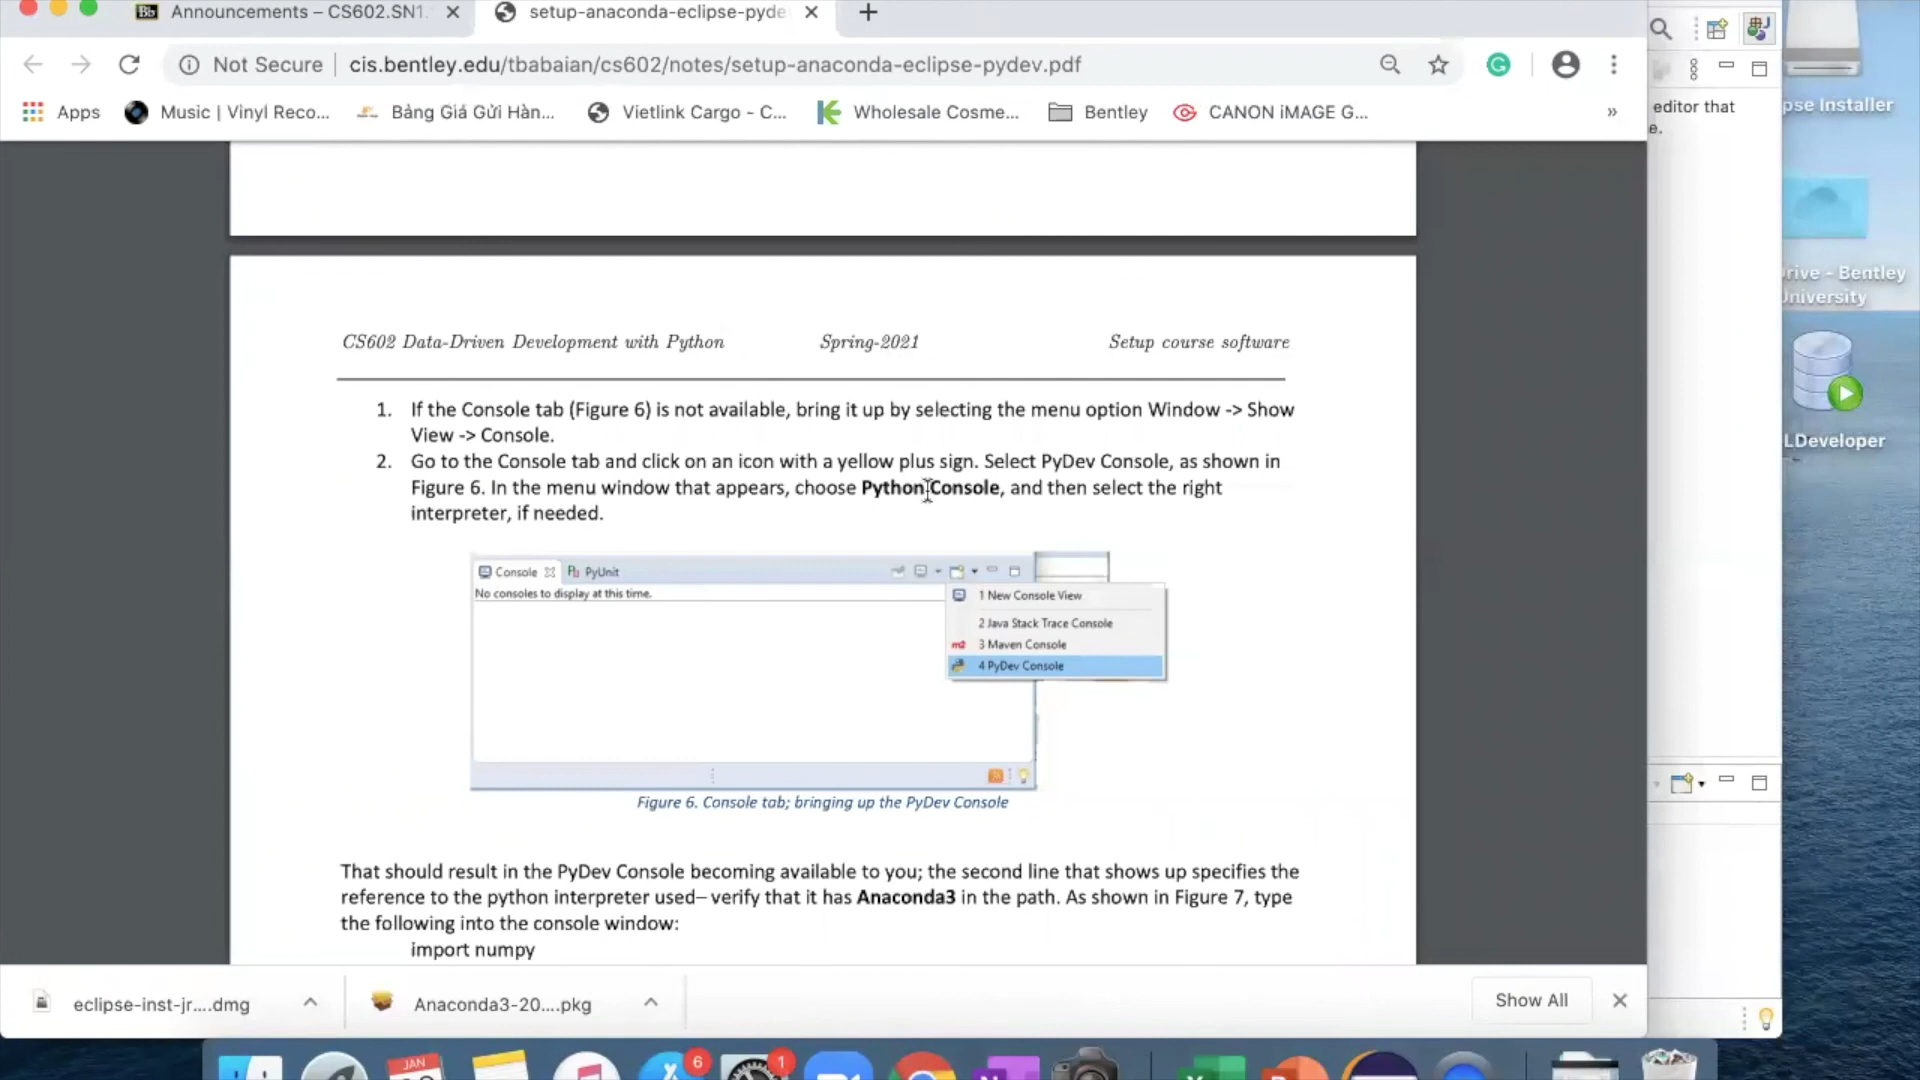 Announcements – CS602.SN1.
setup-anaconda-eclipse-pyde
Not Secure
cis.bentley.edu/tbabaian/cs602/notes/setup-anaconda-eclipse-pydev.pdf
Apps
Music | Vinyl Reco...
Bảng Giá Gửi Hàn...
Vietlink Cargo - C...
Wholesale Cosme...
Bentley
CANON iMAGE G...
»
CS602 Data-Driven Development with Python
Spring-2021
Setup course software
1. If the Console tab (Figure 6) is not available, bring it up by selecting the menu option Window -> Show
View -> Console.
2. Go to the Console tab and click on an icon with a yellow plus sign. Select PyDev Console, as shown in
Figure 6. In the menu window that appears, choose Python Console, and then select the right
interpreter, if needed.
Console
PyUnit
No consoles to display at this time.
1 New Console View
2 Java Stack Trace Console
m2 3 Maven Console
4 PyDev Console
Figure 6. Console tab; bringing up the PyDev Console
That should result in the PyDev Console becoming available to you; the second line that shows up specifies the
reference to the python interpreter used– verify that it has Anaconda3 in the path. As shown in Figure 7, type
the following into the console window:
import numpy
eclipse-inst-jr....dmg
Anaconda3-20....pkg
Show All
editor that
e.
pse Installer
rive - Bentley
University
LDeveloper
JAN
6
1